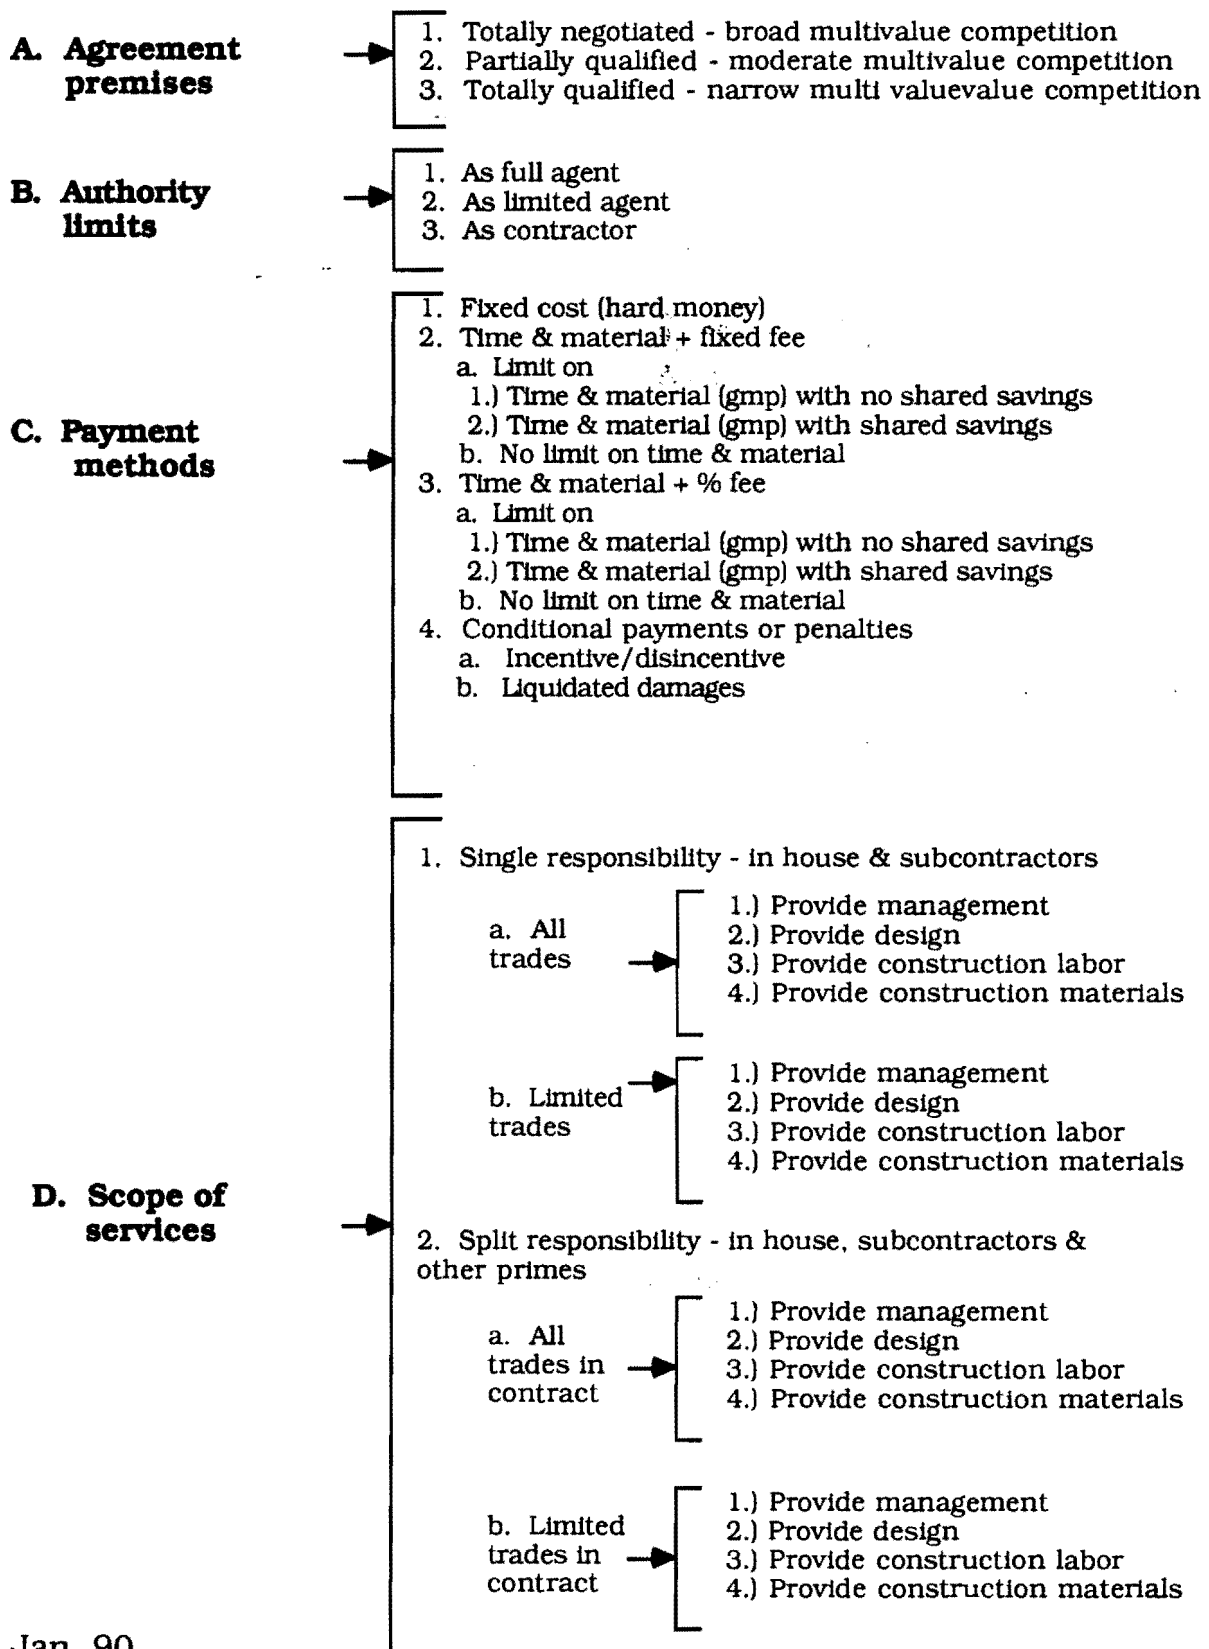 A. Agreement
premises
1. Totally negotiated - broad multivalue competition
2. Partially qualified - moderate multivalue competition
3. Totally qualified - narrow multi valuevalue competition
B. Authority
limits
1. As full agent
2. As limited agent
3. As contractor
C. Payment
methods
1. Fixed cost (hard money)
2. Time & material + fixed fee
a. Limit on
1.) Time & material (gmp) with no shared savings
2.) Time & material (gmp) with shared savings
b. No limit on time & material
3. Time & material + % fee
a. Limit on
1.) Time & material (gmp) with no shared savings
2.) Time & material (gmp) with shared savings
b. No limit on time & material
4. Conditional payments or penalties
a. Incentive/disincentive
b. Liquidated damages
D. Scope of
services
1. Single responsibility - in house & subcontractors
a. All
trades
1.) Provide management
2.) Provide design
3.) Provide construction labor
4.) Provide construction materials
b. Limited
trades
1.) Provide management
2.) Provide design
3.) Provide construction labor
4.) Provide construction materials
2. Split responsibility - in house, subcontractors &
other primes
a. All
trades in
contract
1.) Provide management
2.) Provide design
3.) Provide construction labor
4.) Provide construction materials
b. Limited
trades in
contract
1.) Provide management
2.) Provide design
3.) Provide construction labor
4.) Provide construction materials
Jan, 90